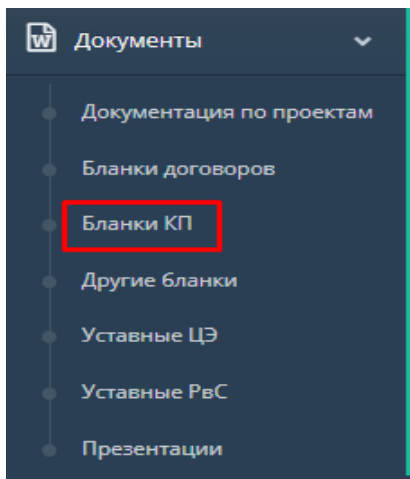 Документы
Документация по проектам
Бланки договоров
Бланки КП
Другие бланки
Уставные ЦЭ
Уставные РвС
Презентации